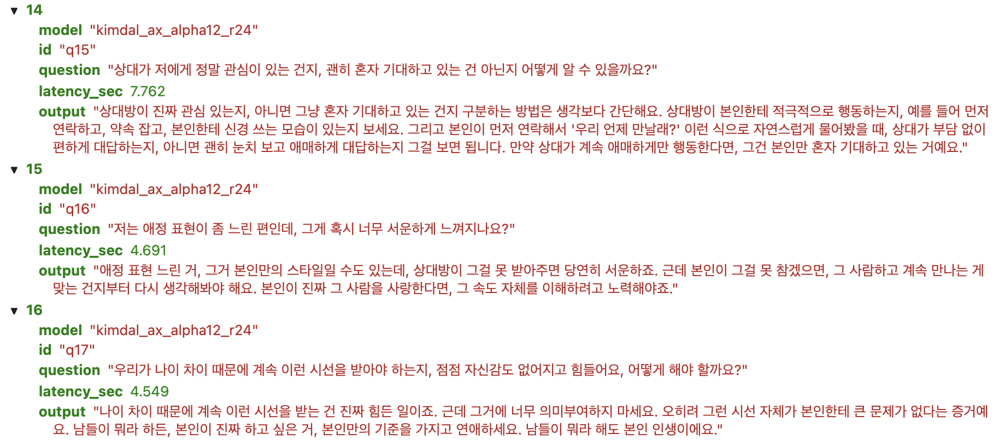 ▼ 14
model "kimdal_ax_alpha12_r24"
id "q15"
question "상대가 저에게 정말 관심이 있는 건지, 괜히 혼자 기대하고 있는 건 아닌지 어떻게 알 수 있을까요?"
latency_sec 7.762
output "상대방이 진짜 관심 있는지, 아니면 그냥 혼자 기대하고 있는 건지 구분하는 방법은 생각보다 간단해요. 상대방이 본인한테 적극적으로 행동하는지, 예를 들어 먼저
연락하고, 약속 잡고, 본인한테 신경 쓰는 모습이 있는지 보세요. 그리고 본인이 먼저 연락해서 '우리 언제 만날래?' 이런 식으로 자연스럽게 물어봤을 때, 상대가 부담 없이
편하게 대답하는지, 아니면 괜히 눈치 보고 애매하게 대답하는지 그걸 보면 됩니다. 만약 상대가 계속 애매하게만 행동한다면, 그건 본인만 혼자 기대하고 있는 거예요."
▼ 15
model "kimdal_ax_alpha12_r24"
id "q16"
question "저는 애정 표현이 좀 느린 편인데, 그게 혹시 너무 서운하게 느껴지나요?"
latency_sec 4.691
output "애정 표현 느린 거, 그거 본인만의 스타일일 수도 있는데, 상대방이 그걸 못 받아주면 당연히 서운하죠. 근데 본인이 그걸 못 참겠으면, 그 사람하고 계속 만나는 게
맞는 건지부터 다시 생각해봐야 해요. 본인이 진짜 그 사람을 사랑한다면, 그 속도 자체를 이해하려고 노력해야죠."
▼ 16
model "kimdal_ax_alpha12_r24"
id "q17"
question "우리가 나이 차이 때문에 계속 이런 시선을 받아야 하는지, 점점 자신감도 없어지고 힘들어요, 어떻게 해야 할까요?"
latency_sec 4.549
output "나이 차이 때문에 계속 이런 시선을 받는 건 진짜 힘든 일이죠. 근데 그거에 너무 의미부여하지 마세요. 오히려 그런 시선 자체가 본인한테 큰 문제가 없다는 증거예
요. 남들이 뭐라 하든, 본인이 진짜 하고 싶은 거, 본인만의 기준을 가지고 연애하세요. 남들이 뭐라 해도 본인 인생이에요."